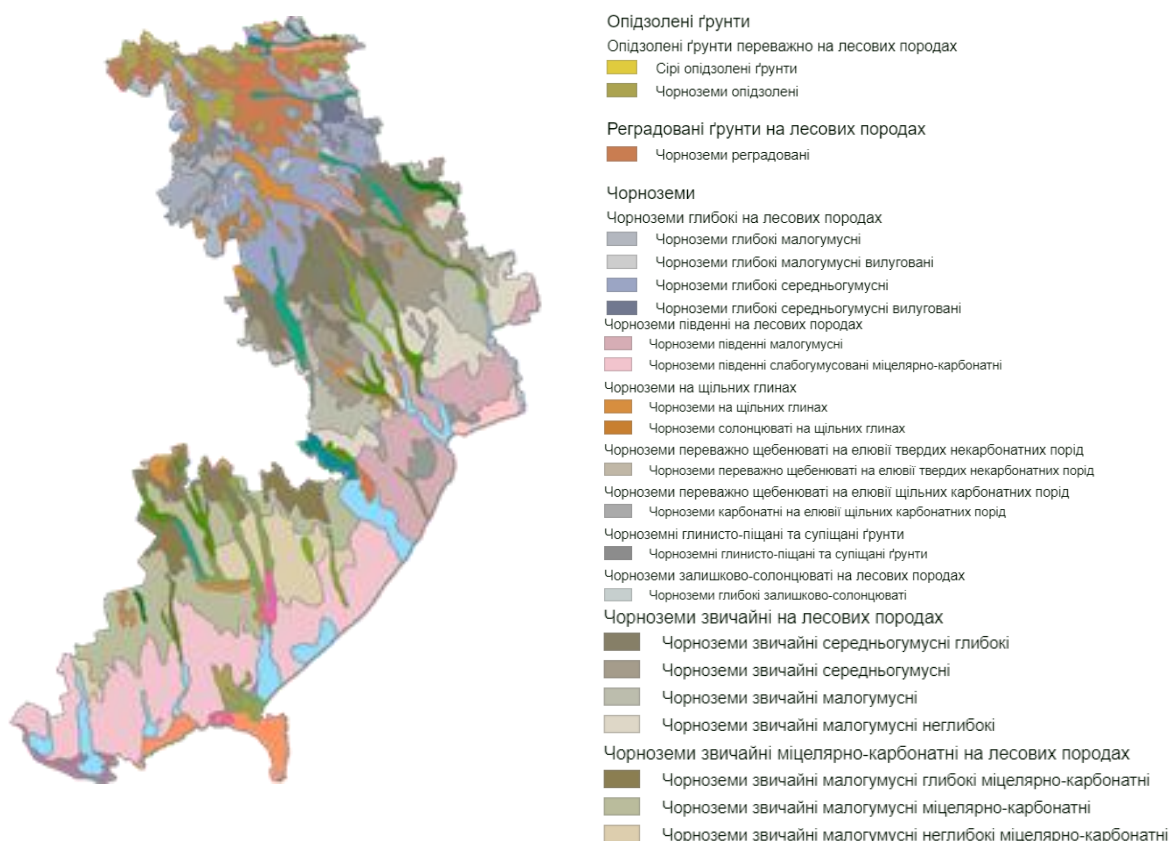 Опідзолені ґрунти
Опідзолені ґрунти переважно на лесових породах
Сірі опідзолені ґрунти
Чорноземи опідзолені
Реградовані ґрунти на лесових породах
Чорноземи реградовані
Чорноземи
Чорноземи глибокі на лесових породах
Чорноземи глибокі малогумусні
Чорноземи глибокі малогумусні вилуговані
Чорноземи глибокі середньогумусні
Чорноземи глибокі середньогумусні вилуговані
Чорноземи південні на лесових породах
Чорноземи південні малогумусні
Чорноземи південні слабогумусовані міцелярно-карбонатні
Чорноземи на щільних глинах
Чорноземи на щільних глинах
Чорноземи солонцюваті на щільних глинах
Чорноземи переважно щебенюваті на елювії твердих некарбонатних порід
Чорноземи переважно щебенюваті на елювії твердих некарбонатних порід
Чорноземи переважно щебенюваті на елювії щільних карбонатних порід
Чорноземи карбонатні на елювії щільних карбонатних порід
Чорноземні глинисто-піщані та супіщані ґрунти
Чорноземні глинисто-піщані та супіщані ґрунти
Чорноземи залишково-солонцюваті на лесових породах
Чорноземи глибокі залишково-солонцюваті
Чорноземи звичайні на лесових породах
Чорноземи звичайні середньогумусні глибокі
Чорноземи звичайні середньогумусні
Чорноземи звичайні малогумусні
Чорноземи звичайні малогумусні неглибокі
Чорноземи звичайні міцелярно-карбонатні на лесових породах
Чорноземи звичайні малогумусні глибокі міцелярно-карбонатні
Чорноземи звичайні малогумусні міцелярно-карбонатні
Чорноземи звичайні малогумусні неглибокі міцелярно-карбонатні